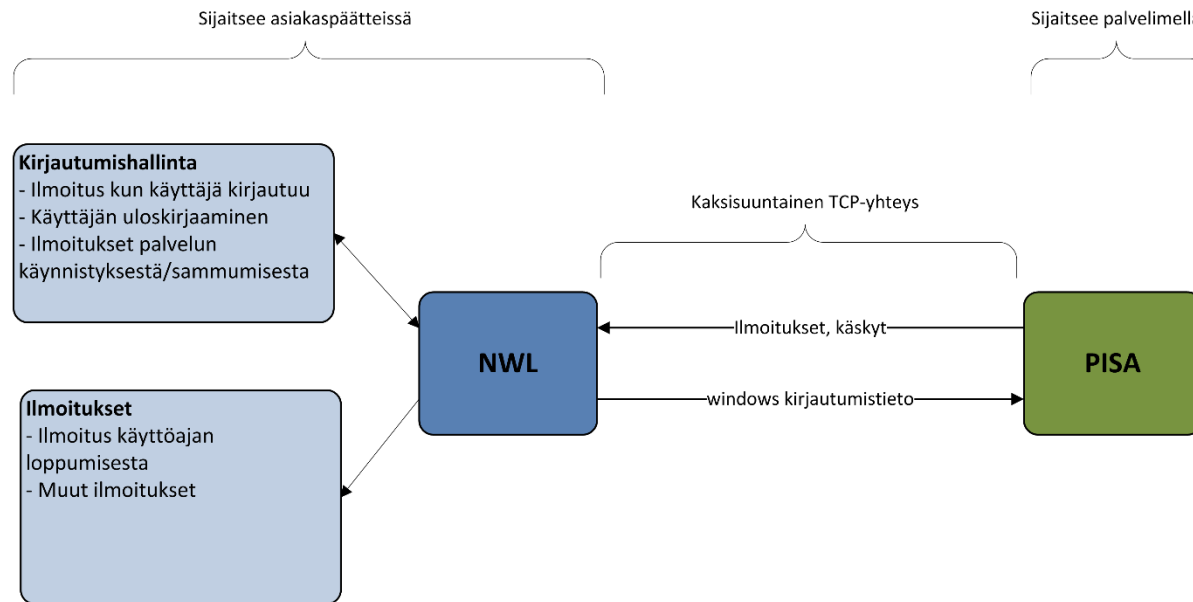 Sijaitsee asiakaspäätteissä
Sijaitsee palvelimella
Kirjautumishallinta
- Ilmoitus kun käyttäjä kirjautuu
- Käyttäjän uloskirjaaminen
- Ilmoitukset palvelun
käynnistyksestä/sammumisesta
Kaksisuuntainen TCP-yhteys
NWL
Ilmoitukset, käskyt
windows kirjautumistieto
PISA
Ilmoitukset
- Ilmoitus käyttöajan
loppumisesta
- Muut ilmoitukset